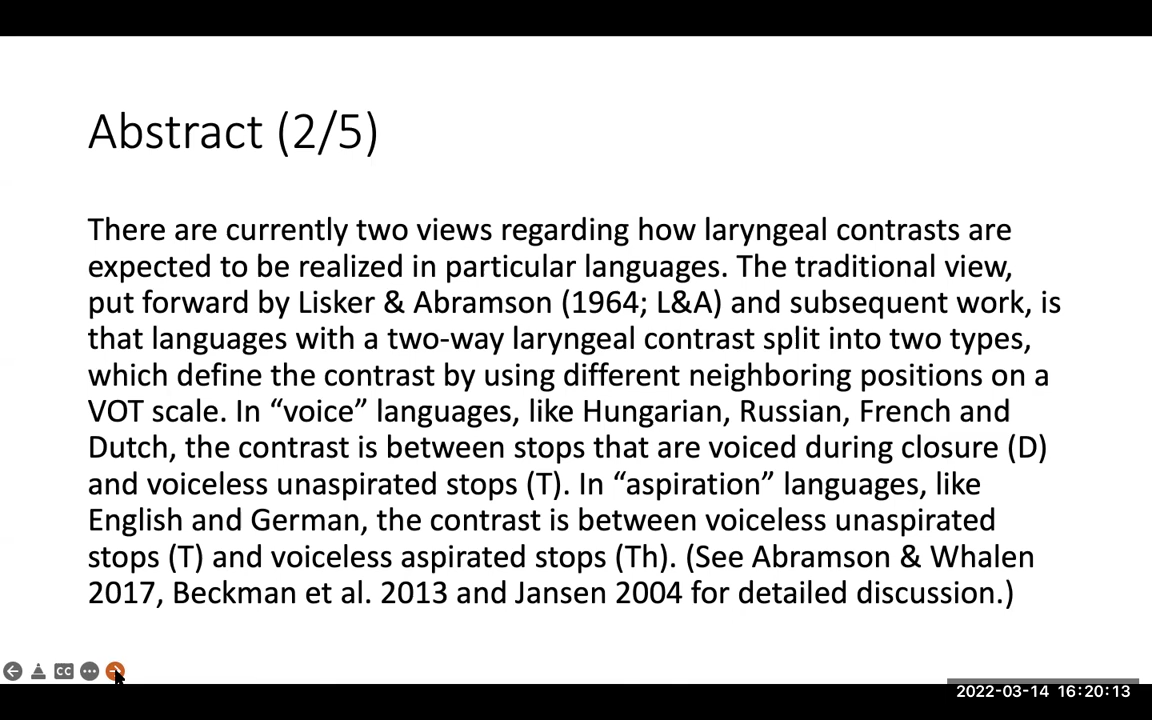 Abstract (2/5)
There are currently two views regarding how laryngeal contrasts are
expected to be realized in particular languages. The traditional view,
put forward by Lisker & Abramson (1964; L&A) and subsequent work, is
that languages with a two-way laryngeal contrast split into two types,
which define the contrast by using different neighboring positions on a
VOT scale. In “voice” languages, like Hungarian, Russian, French and
Dutch, the contrast is between stops that are voiced during closure (D)
and voiceless unaspirated stops (T). In “aspiration” languages, like
English and German, the contrast is between voiceless unaspirated
stops (T) and voiceless aspirated stops (Th). (See Abramson & Whalen
2017, Beckman et al. 2013 and Jansen 2004 for detailed discussion.)
CC
2022-03-14 16:20:13